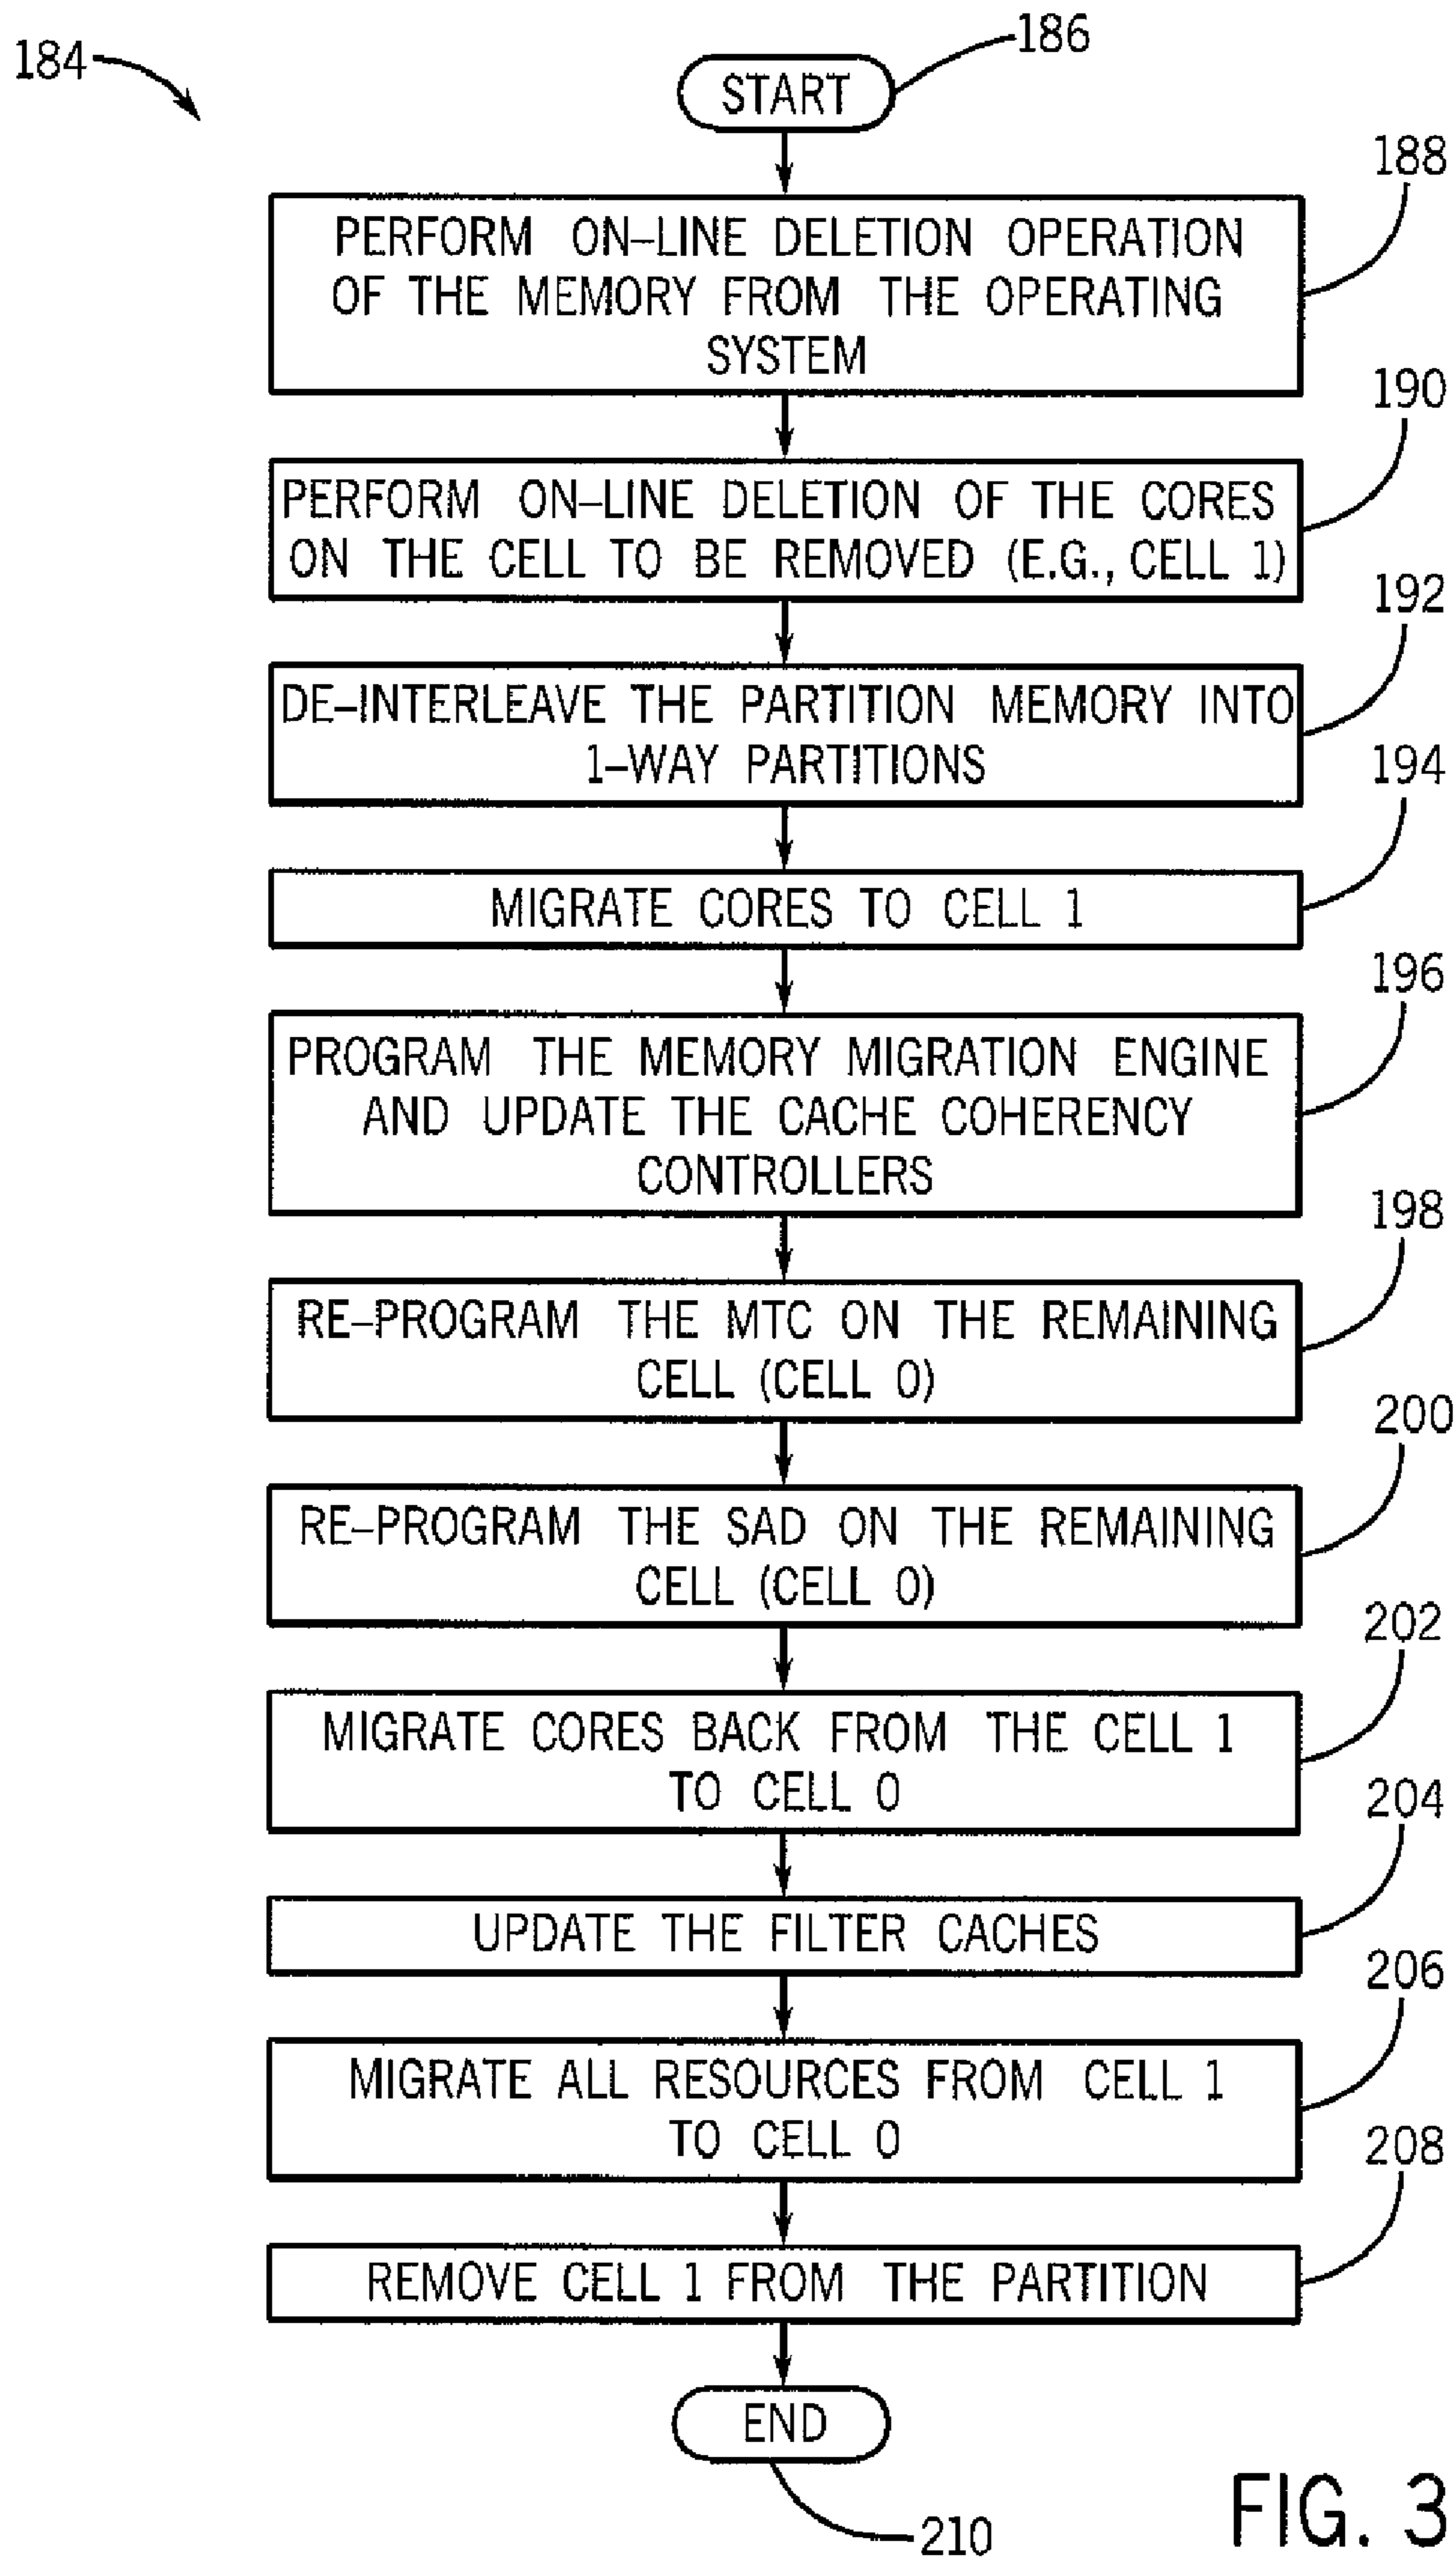 184
186
START
188
PERFORM ON-LINE DELETION OPERATION
OF THE MEMORY FROM THE OPERATING
SYSTEM
190
PERFORM ON-LINE DELETION OF THE CORES
ON THE CELL TO BE REMOVED (E.G., CELL 1)
192
DE-INTERLEAVE THE PARTITION MEMORY INTO
1-WAY PARTITIONS
194
MIGRATE CORES TO CELL 1
196
PROGRAM THE MEMORY MIGRATION ENGINE
AND UPDATE THE CACHE COHERENCY
CONTROLLERS
198
RE-PROGRAM THE MTC ON THE REMAINING
CELL (CELL 0)
200
RE-PROGRAM THE SAD ON THE REMAINING
CELL (CELL 0)
202
MIGRATE CORES BACK FROM THE CELL 1
TO CELL 0
204
UPDATE THE FILTER CACHES
206
MIGRATE ALL RESOURCES FROM CELL 1
TO CELL 0
208
REMOVE CELL 1 FROM THE PARTITION
END
210
FIG. 3